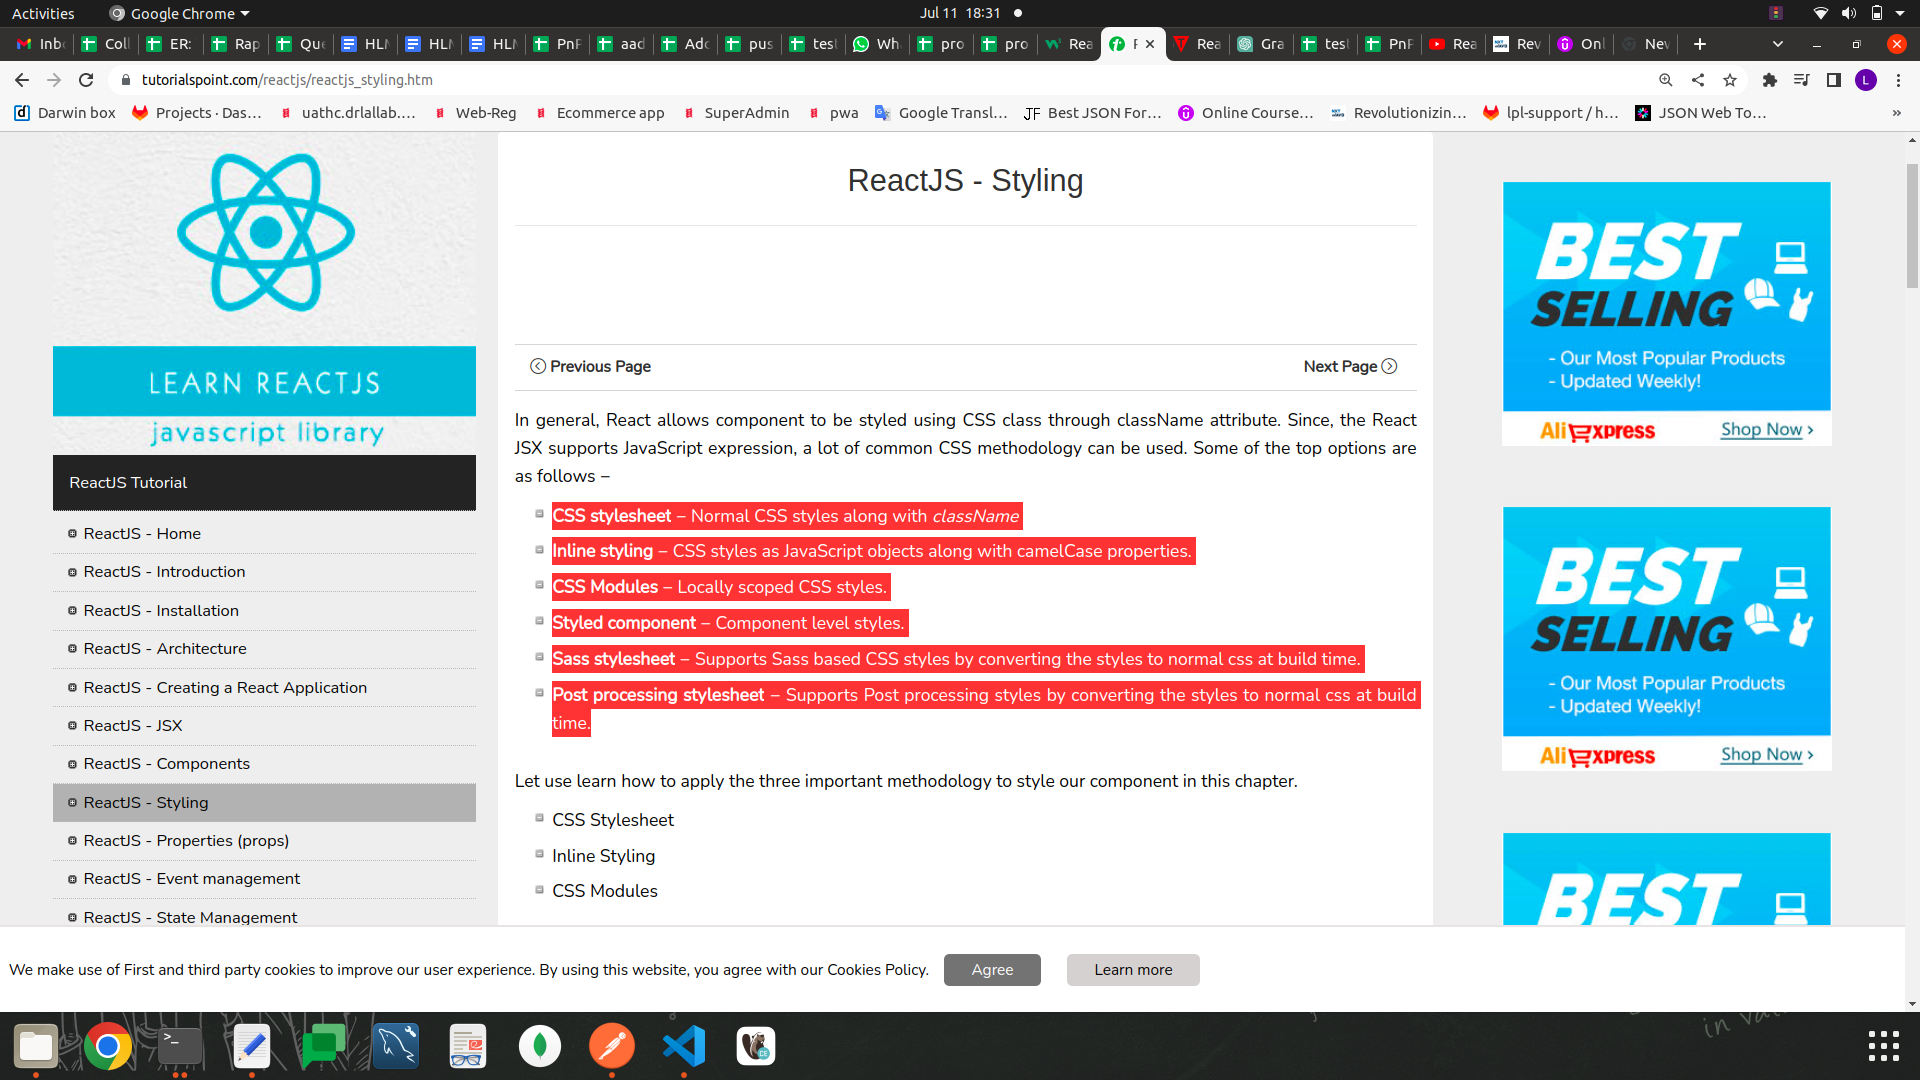 Activities
Google Chrome
Jul 11 18:31
Inb
Coll
ER:
Rap
Que
HLM
HLM
HLM
PnP
aad
Add
pus
test
Wha
pro
pro
Rea
Rea
Gra
test
PnP
Rea
Rev
Onl
New
tutorialspoint.com/reactjs/reactjs_styling.htm
L
Darwin box
Projects · Das...
uathc.drlallab....
Web-Reg
Ecommerce app
SuperAdmin
pwa
Google Transl...
JF Best JSON For...
Online Course...
Revolutionizin...
lpl-support / h...
JSON Web To...
»
LEARN REACTJS
javascript library
ReactJS Tutorial
ReactJS - Home
ReactJS - Introduction
ReactJS - Installation
ReactJS - Architecture
ReactJS - Creating a React Application
ReactJS - JSX
ReactJS - Components
ReactJS - Styling
ReactJS - Properties (props)
ReactJS - Event management
ReactJS - State Management
ReactJS - Styling
Previous Page
Next Page
In general, React allows component to be styled using CSS class through className attribute. Since, the React
JSX supports JavaScript expression, a lot of common CSS methodology can be used. Some of the top options are
as follows −
CSS stylesheet − Normal CSS styles along with className
Inline styling − CSS styles as JavaScript objects along with camelCase properties.
CSS Modules − Locally scoped CSS styles.
Styled component − Component level styles.
Sass stylesheet − Supports Sass based CSS styles by converting the styles to normal css at build time.
Post processing stylesheet − Supports Post processing styles by converting the styles to normal css at build
time.
Let use learn how to apply the three important methodology to style our component in this chapter.
CSS Stylesheet
Inline Styling
CSS Modules
BEST
SELLING
- Our Most Popular Products
- Updated Weekly!
AliExpress
Shop Now ›
BEST
SELLING
- Our Most Popular Products
- Updated Weekly!
AliExpress
Shop Now ›
BEST
We make use of First and third party cookies to improve our user experience. By using this website, you agree with our Cookies Policy.
Agree
Learn more